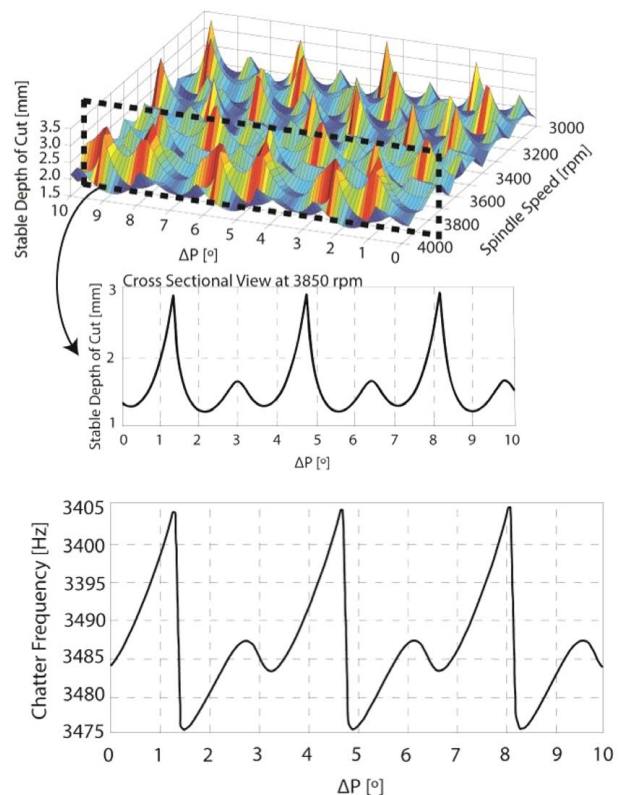 Stable Depth of Cut [mm]
3.5
3.0
2.5
2.0
1.5
10 9 8 7 6 5 4 3 2 1 0
ΔP [º]
3000
3200
3400
3600
3800
4000
Spindle Speed [rpm]
Cross Sectional View at 3850 rpm
Stable Depth of Cut [mm]
3
2
1
0 1 2 3 4 5 6 7 8 9 10
ΔP [º]
Chatter Frequency [Hz]
3405
3400
3395
3490
3485
3480
3475
0 1 2 3 4 5 6 7 8 9 10
ΔP [º]